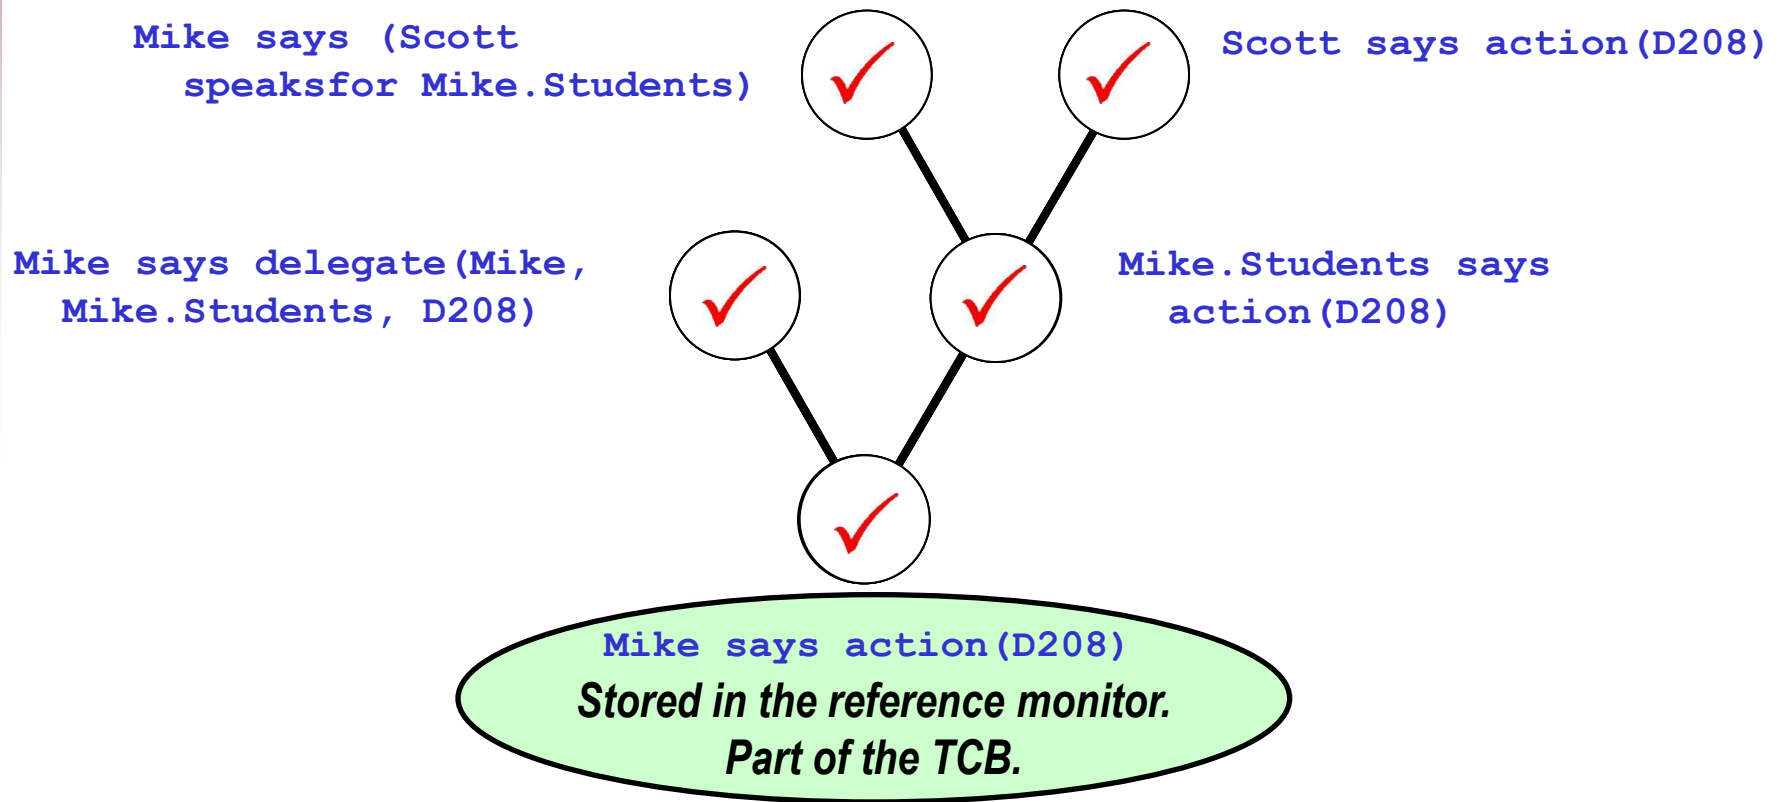 Mike says (Scott
speaksfor Mike.Students)
Scott says action(D208)
Mike says delegate(Mike,
Mike.Students, D208)
Mike.Students says
action(D208)
Mike says action(D208)
Stored in the reference monitor.
Part of the TCB.